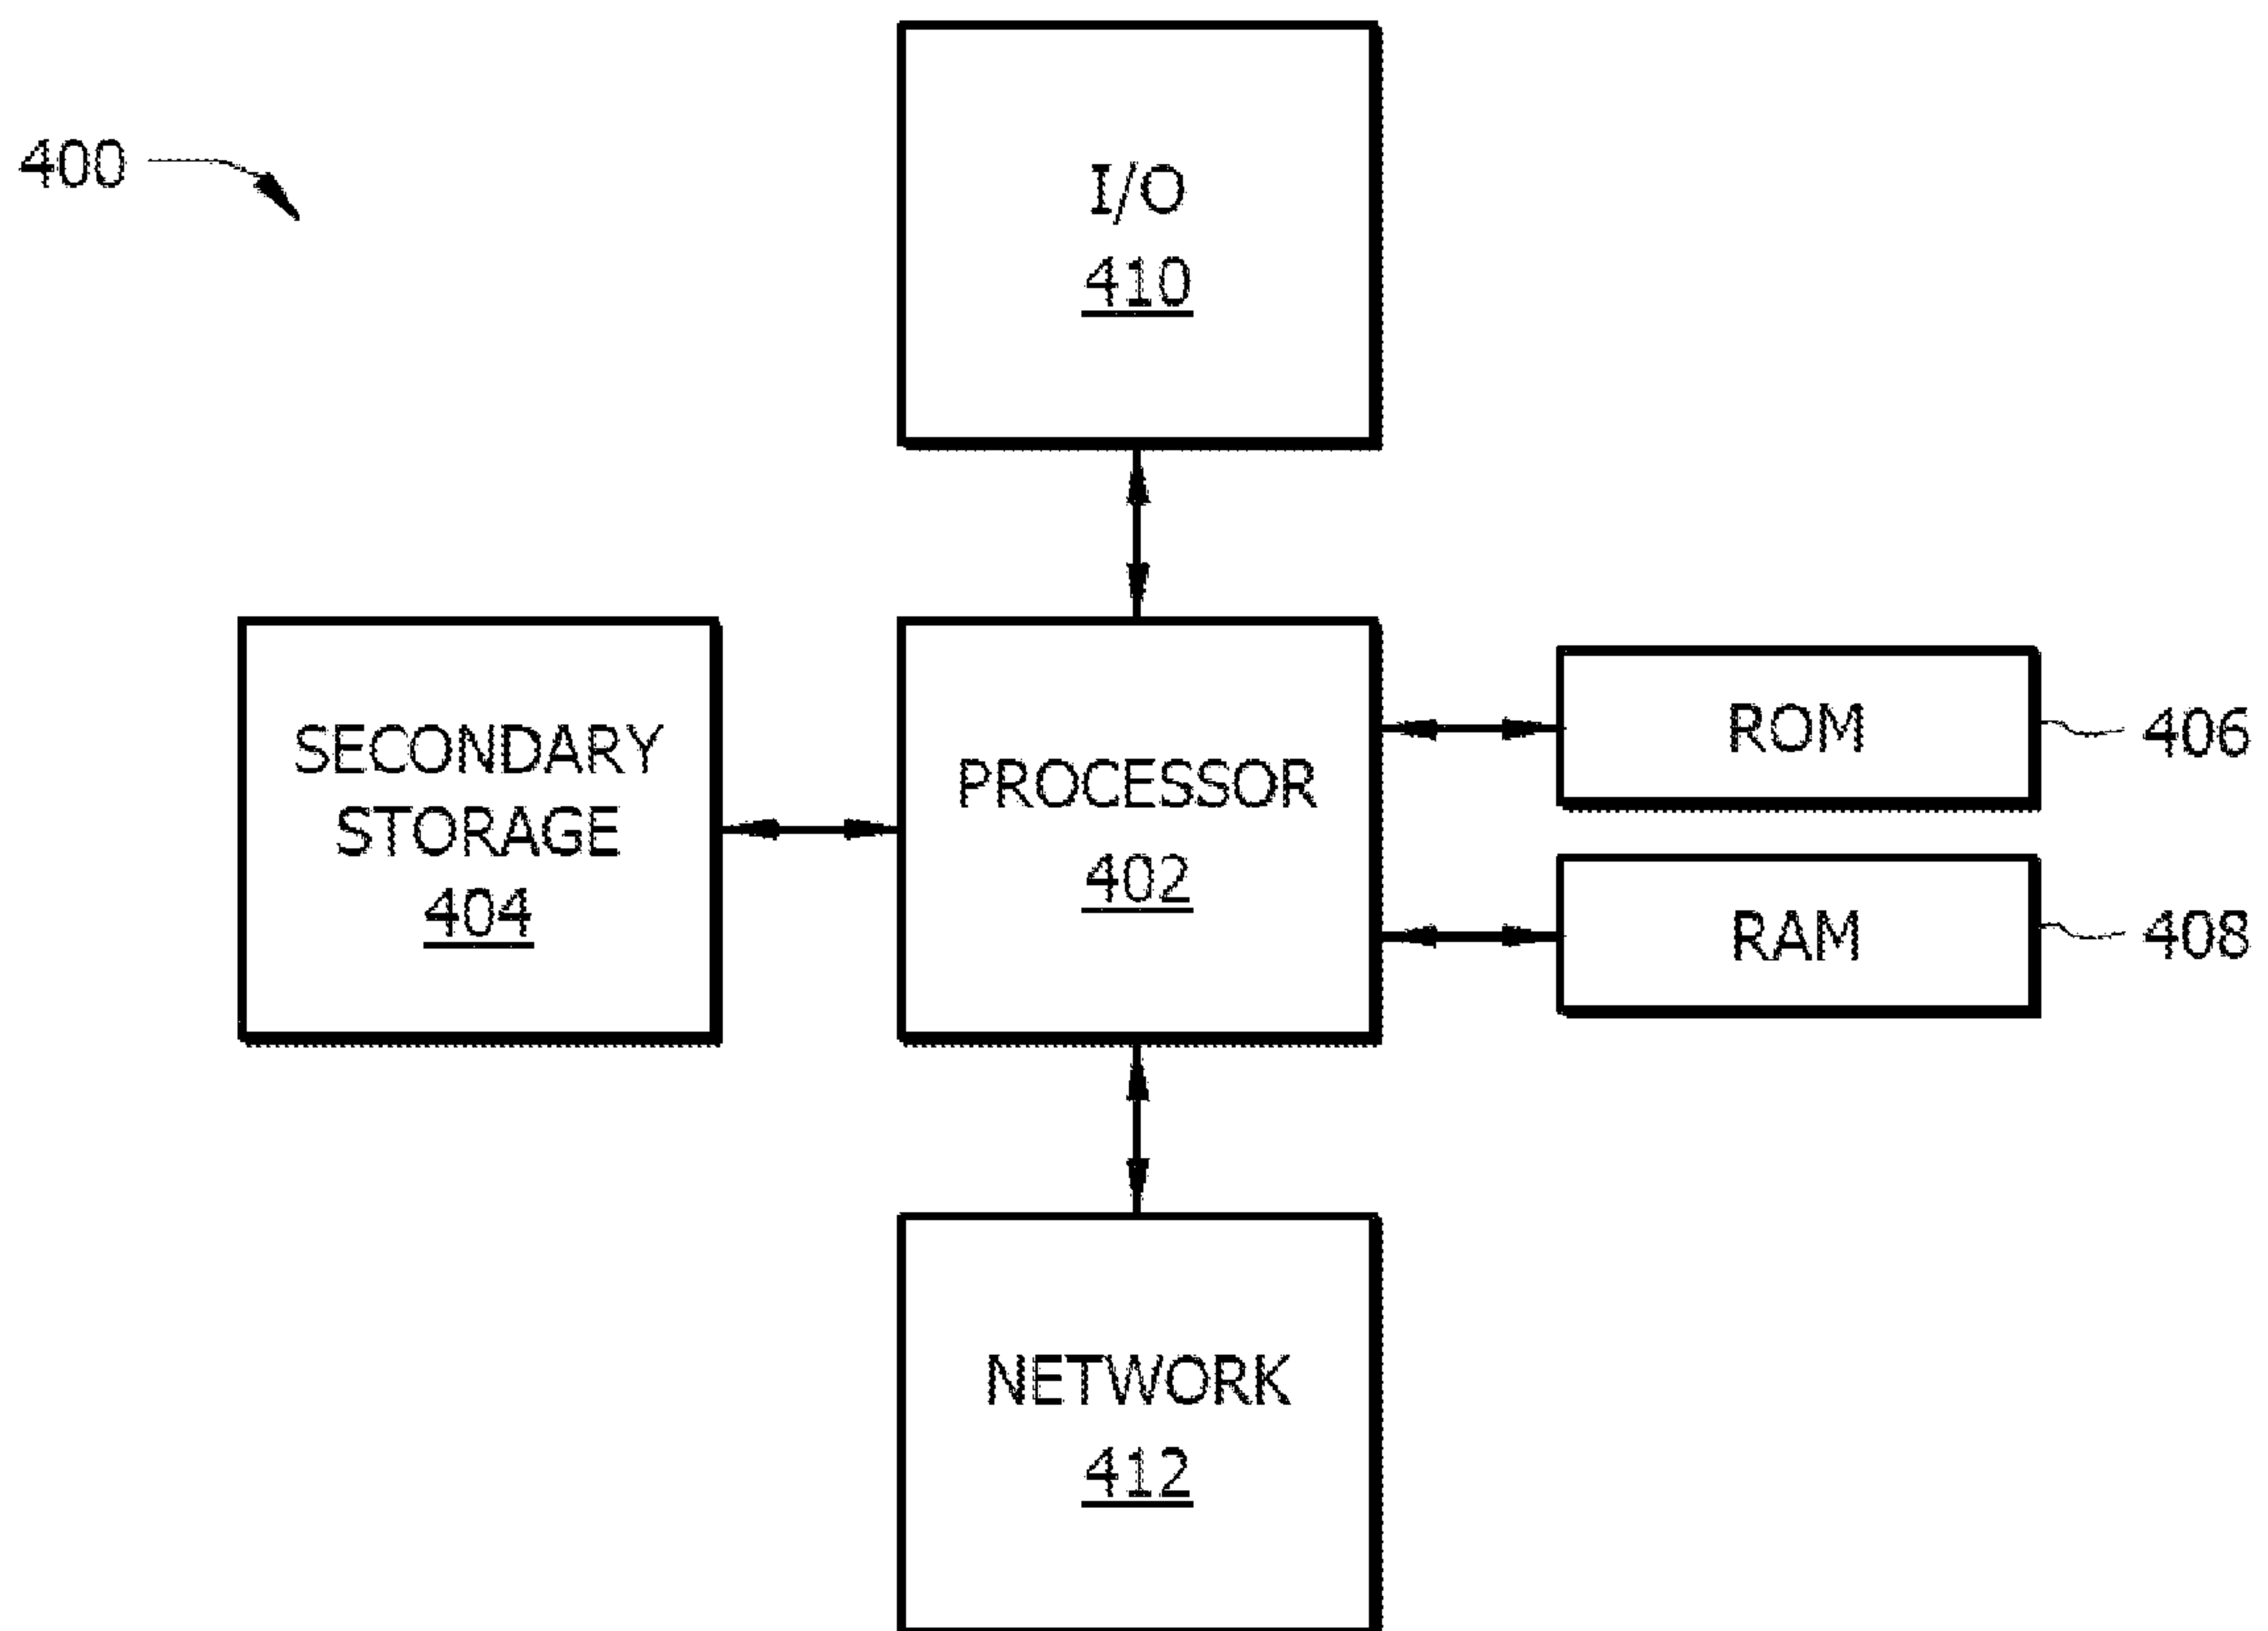 400
I/O
410
SECONDARY
STORAGE
404
PROCESSOR
402
ROM
406
RAM
408
NETWORK
412